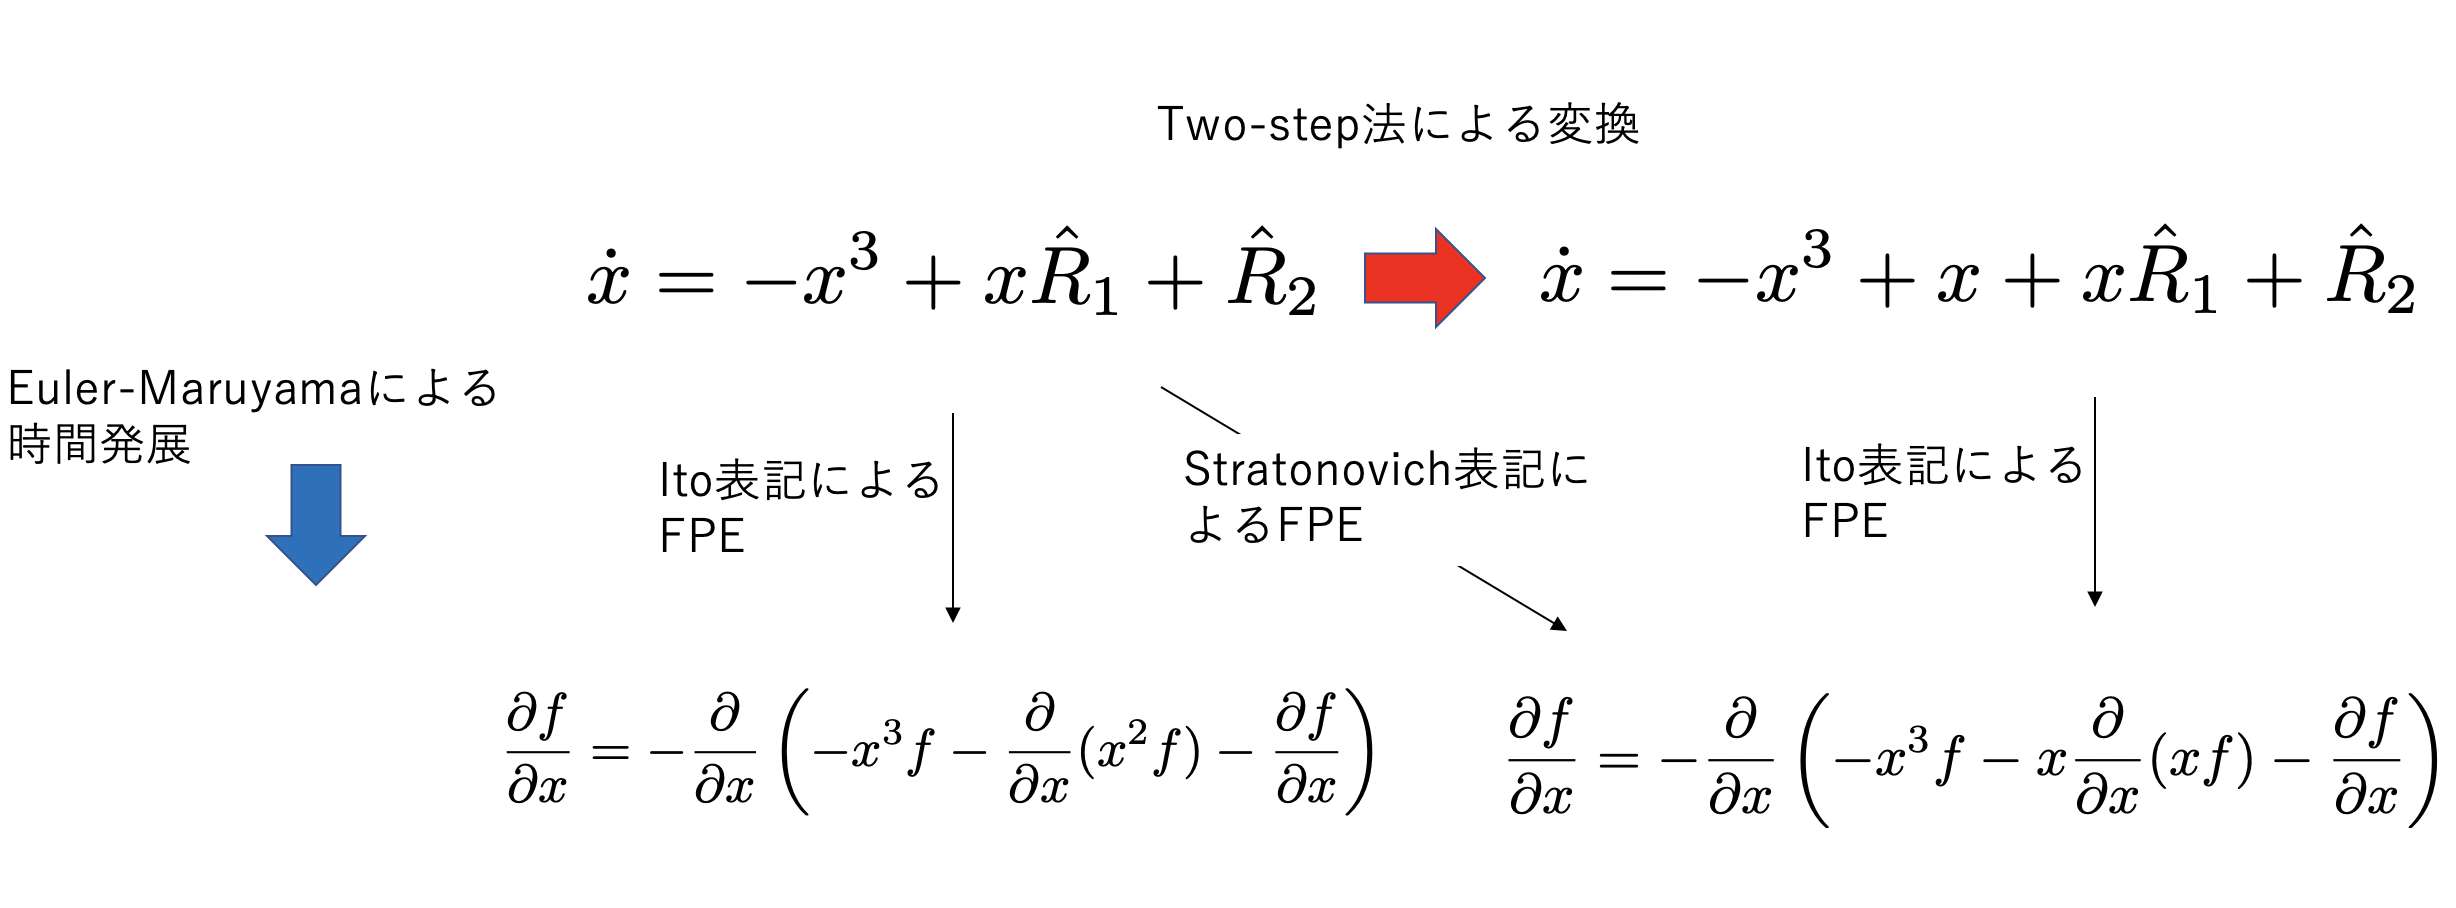 Two-step法による変換
$\dot{x} = -x^3 + x\hat{R}_1 + \hat{R}_2$
$\dot{x} = -x^3 + x + x\hat{R}_1 + \hat{R}_2$
Euler-Maruyamaによる
時間発展
Ito表記による
FPE
Stratonovich表記に
よるFPE
Ito表記による
FPE
$\frac{\partial f}{\partial x} = -\frac{\partial}{\partial x}\left(-x^3 f - \frac{\partial}{\partial x}(x^2 f) - \frac{\partial f}{\partial x}\right)$
$\frac{\partial f}{\partial x} = -\frac{\partial}{\partial x}\left(-x^3 f - x\frac{\partial}{\partial x}(xf) - \frac{\partial f}{\partial x}\right)$